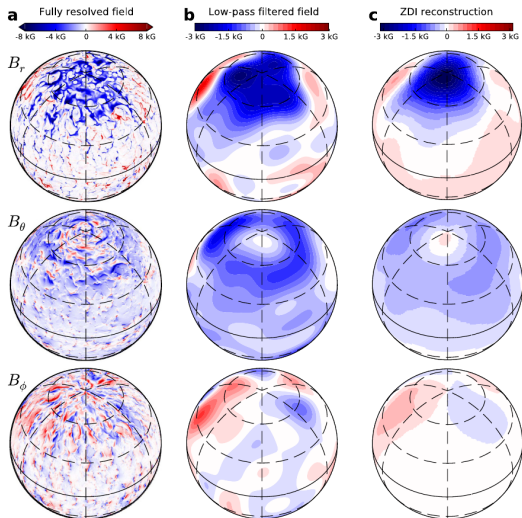 a Fully resolved field
-8 kG -4 kG 4 kG 8 kG
b Low-pass filtered field
-3 kG -1.5 kG 0 1.5 kG 3 kG
c ZDI reconstruction
-3 kG -1.5 kG 0 1.5 kG 3 kG
B_r
B_θ
B_ϕ